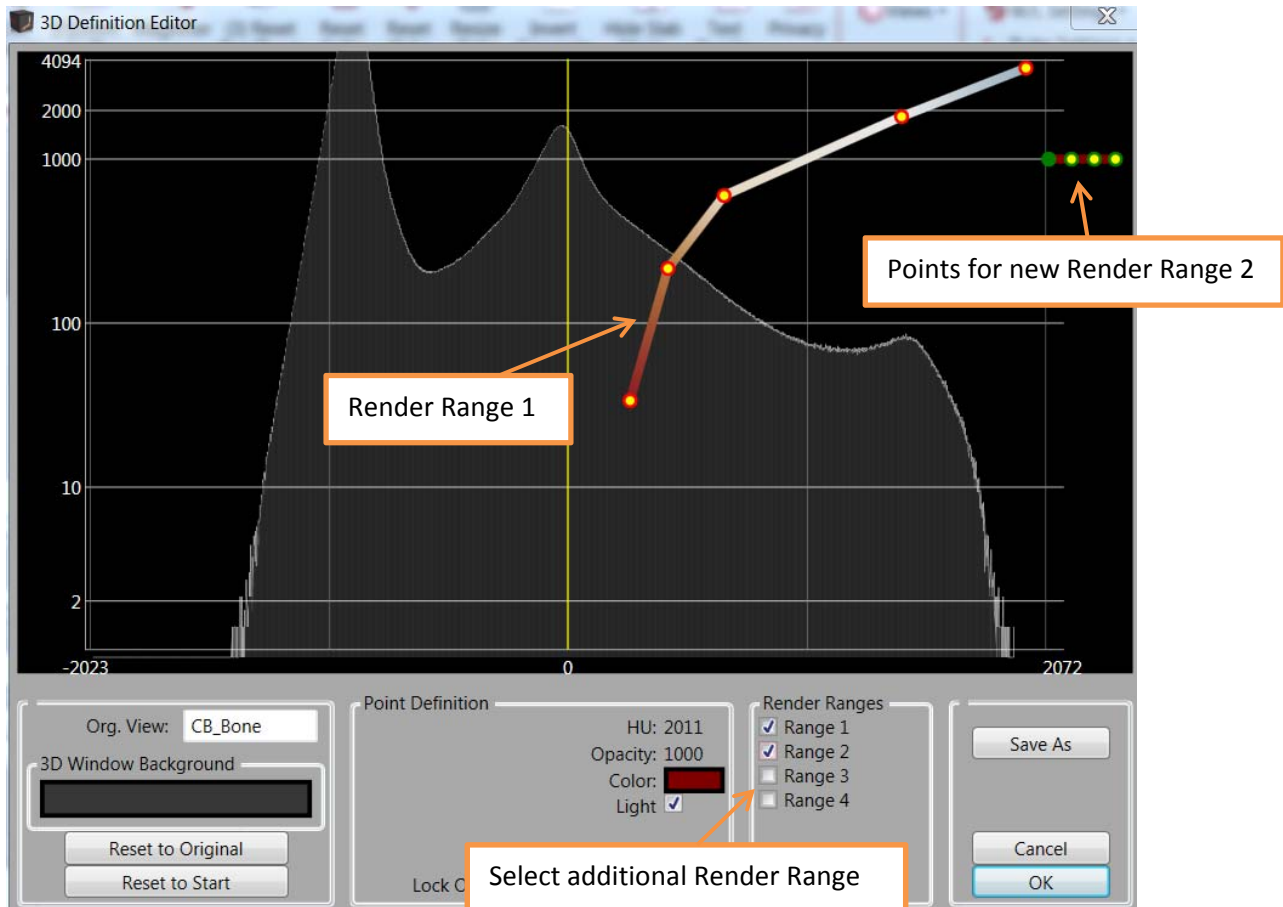 3D Definition Editor
4094
2000
1000
100
10
2
-2023
0
2072
Points for new Render Range 2
Render Range 1
Org. View: CB_Bone
3D Window Background
Reset to Original
Reset to Start
Point Definition
HU: 2011
Opacity: 1000
Color:
Light
Lock
Render Ranges
Range 1
Range 2
Range 3
Range 4
Select additional Render Range
Save As
Cancel
OK